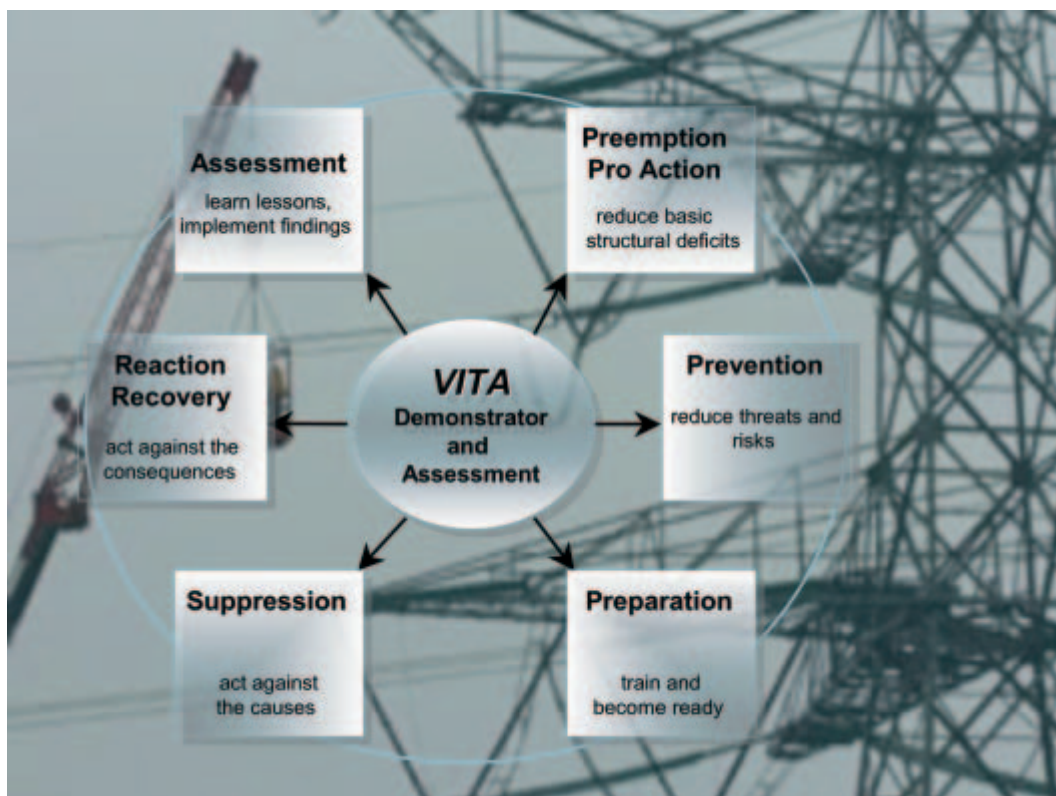 Assessment
learn lessons,
implement findings
Preemption
Pro Action
reduce basic
structural deficits
Reaction
Recovery
act against the
consequences
VITA
Demonstrator
and
Assessment
Prevention
reduce threats and
risks
Suppression
act against
the causes
Preparation
train and
become ready